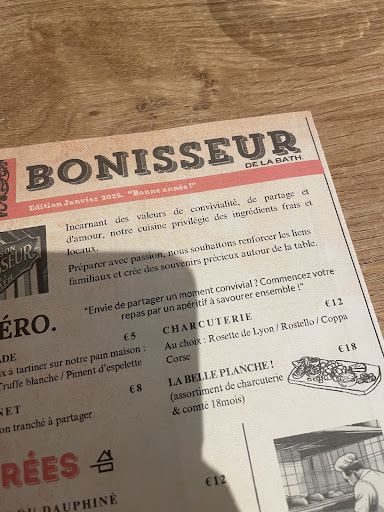 BONISSEUR
DE LA BATH.
Edition Janvier 2025. "Bonne année !"
Incarnant des valeurs de convivialité, de partage et
d'amour, notre cuisine privilégie des ingrédients frais et
locaux.
Préparer avec passion, nous souhaitons renforcer les liens
familiaux et crée des souvenirs précieux autour de la table.
"Envie de partager un moment convivial ? Commencez votre
repas par un apéritif à savourer ensemble !"
ÉRO.
ADE €5
x à tartiner sur notre pain maison :
Truffe blanche / Piment d'espelette
€8
NET
on tranché à partager.
CHARCUTERIE €12
Au choix : Rosette de Lyon / Rostello / Coppa
Corse
€18
LA BELLE PLANCHE !
(assortiment de charcuterie
& comté 18mois)
RÉES
DU DAUPHINÉ €12